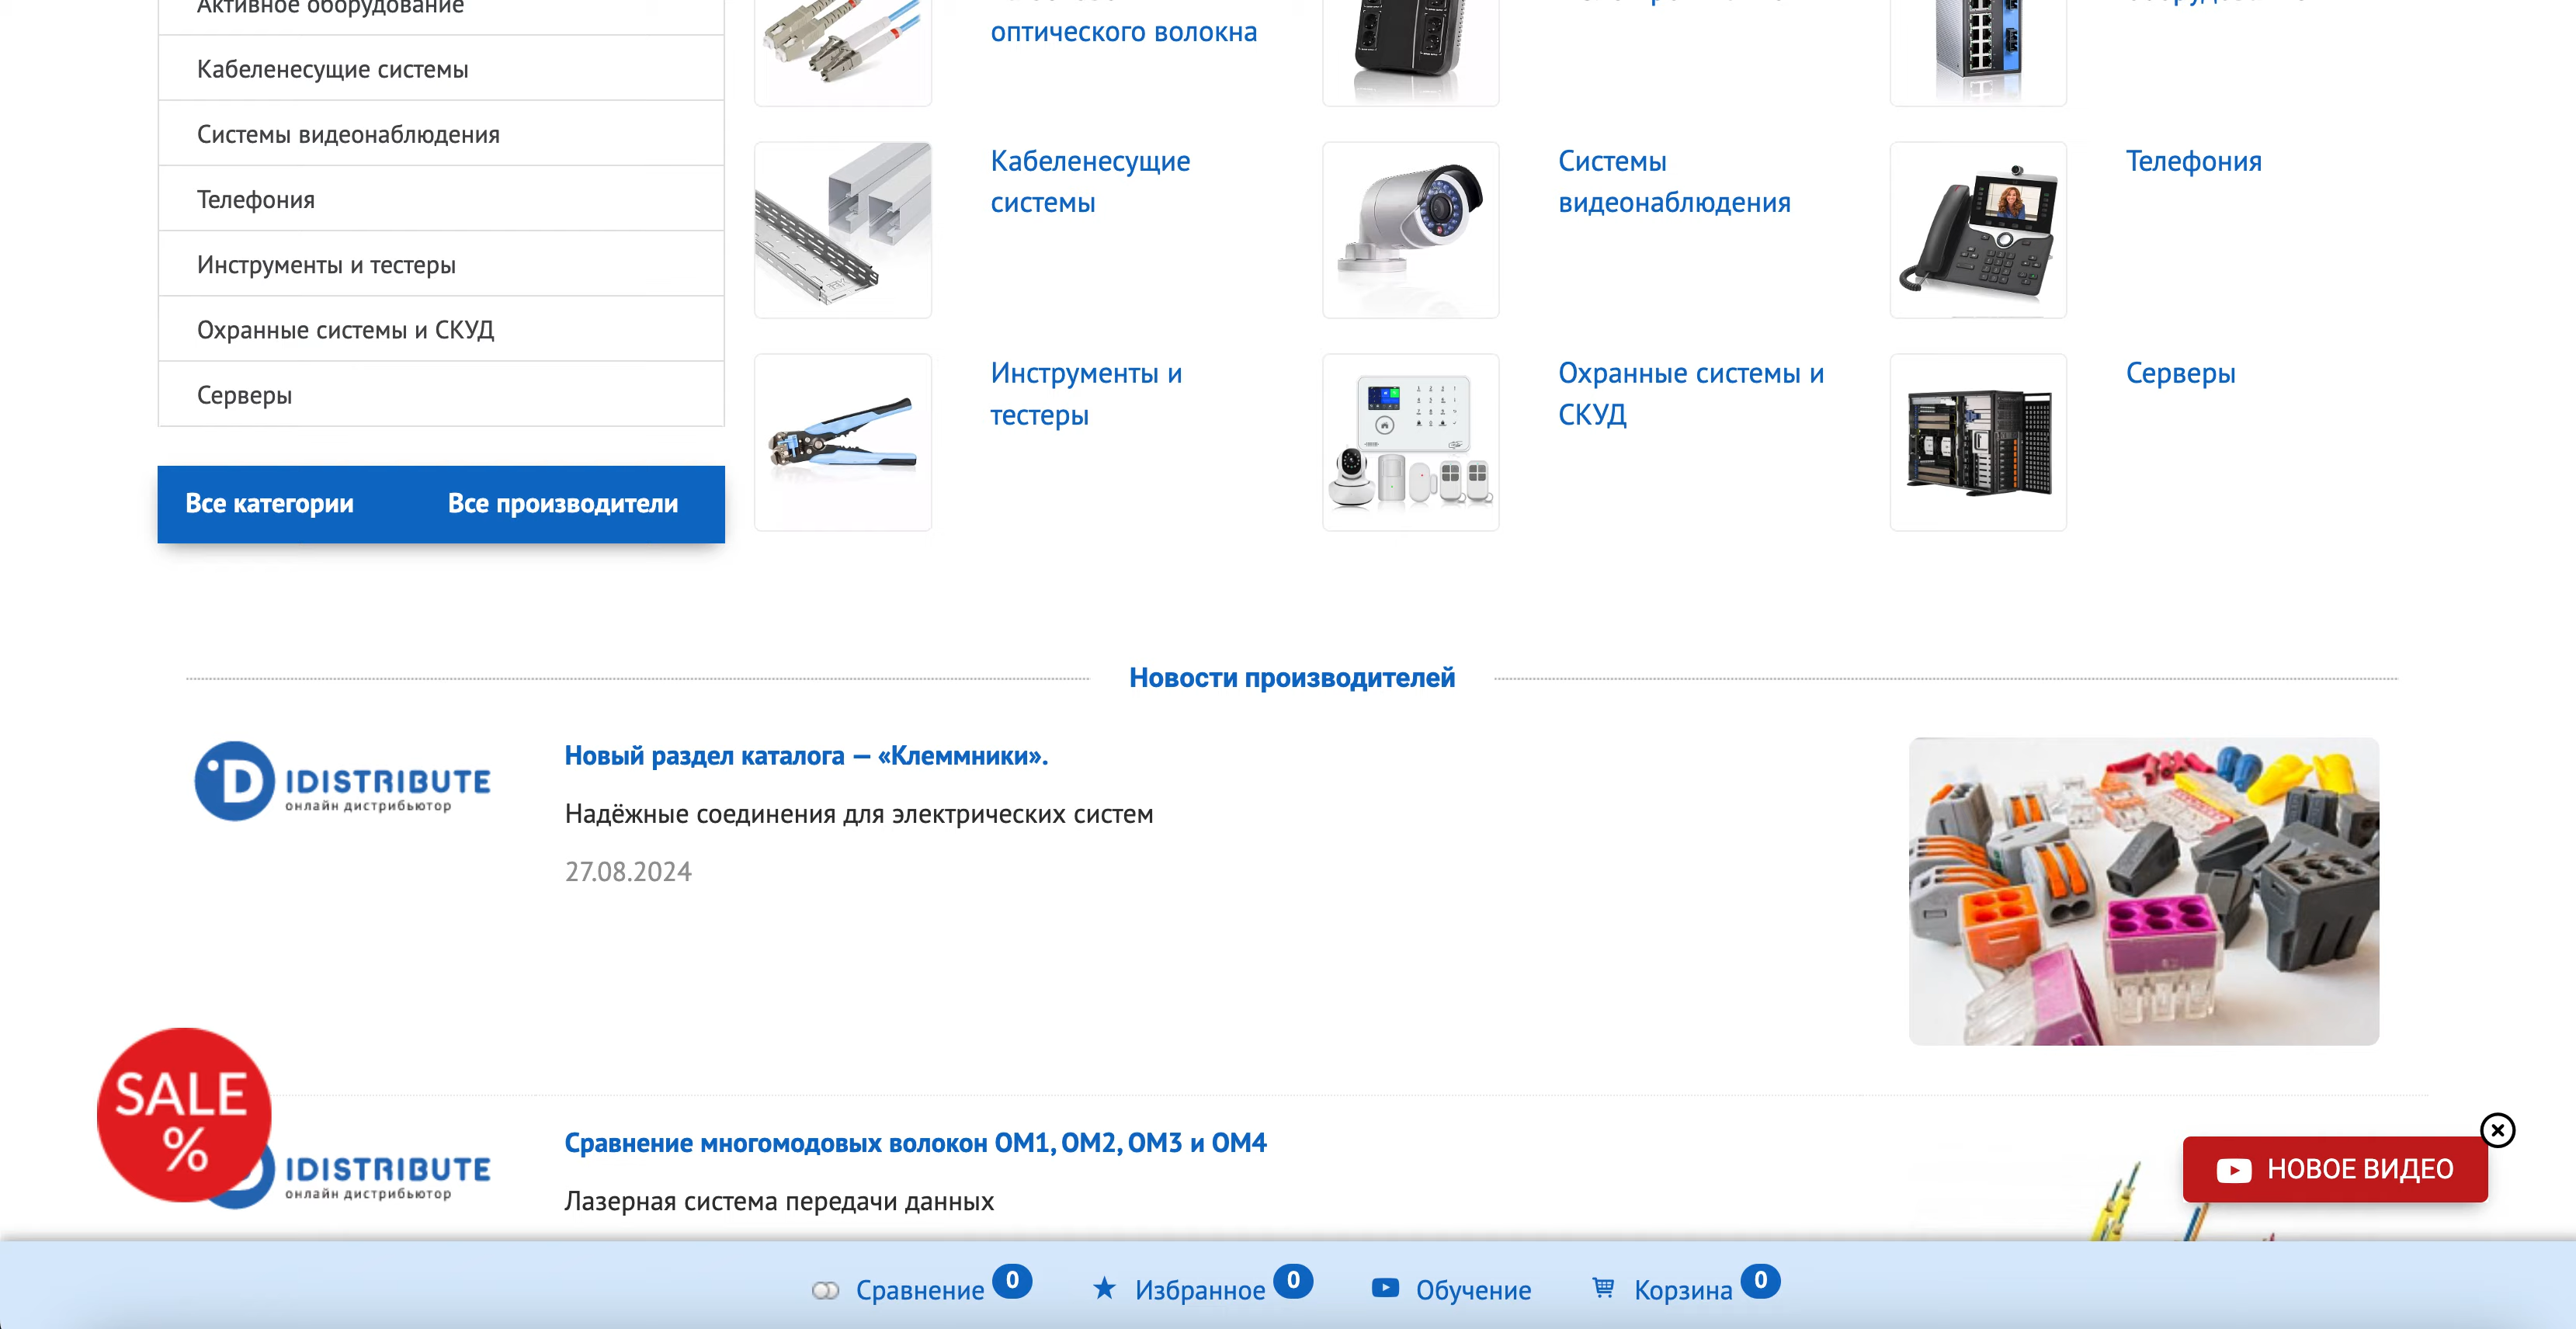 Активное оборудование
Кабеленесущие системы
Системы видеонаблюдения
Телефония
Инструменты и тестеры
Охранные системы и СКУД
Серверы
Все категории
Все производители
оптического волокна
Кабеленесущие
системы
Системы
видеонаблюдения
Телефония
Инструменты и
тестеры
Охранные системы и
СКУД
Серверы
Новости производителей
IDISTRIBUTE
онлайн дистрибьютор
Новый раздел каталога — «Клеммники».
Надёжные соединения для электрических систем
27.08.2024
SALE
%
IDISTRIBUTE
онлайн дистрибьютор
Сравнение многомодовых волокон OM1, OM2, OM3 и OM4
Лазерная система передачи данных
НОВОЕ ВИДЕО
Сравнение 0
Избранное 0
Обучение
Корзина 0